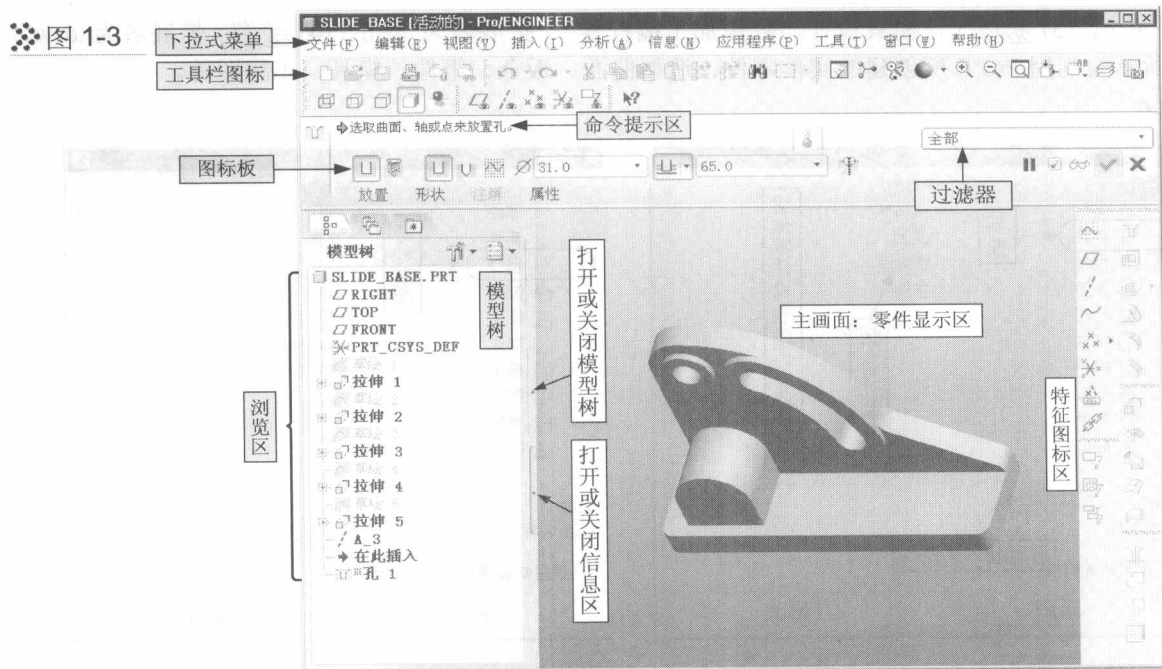 图 1-3
SLIDE_BASE (活动的) - Pro/ENGINEER
下拉式菜单
文件(F) 编辑(E) 视图(V) 插入(I) 分析(A) 信息(N) 应用程序(P) 工具(T) 窗口(W) 帮助(H)
工具栏图标
选取曲面、轴或点来放置孔。
命令提示区
全部
图标板
31.0
65.0
过滤器
放置 形状 注解 属性
模型树
SLIDE_BASE.PRT
RIGHT
TOP
FRONT
PRT_CSYS_DEF
拉伸 1
拉伸 2
拉伸 3
拉伸 4
拉伸 5
A_3
在此插入
※孔 1
浏览区
模型树
打开或关闭模型树
打开或关闭信息区
主画面：零件显示区
特征图标区